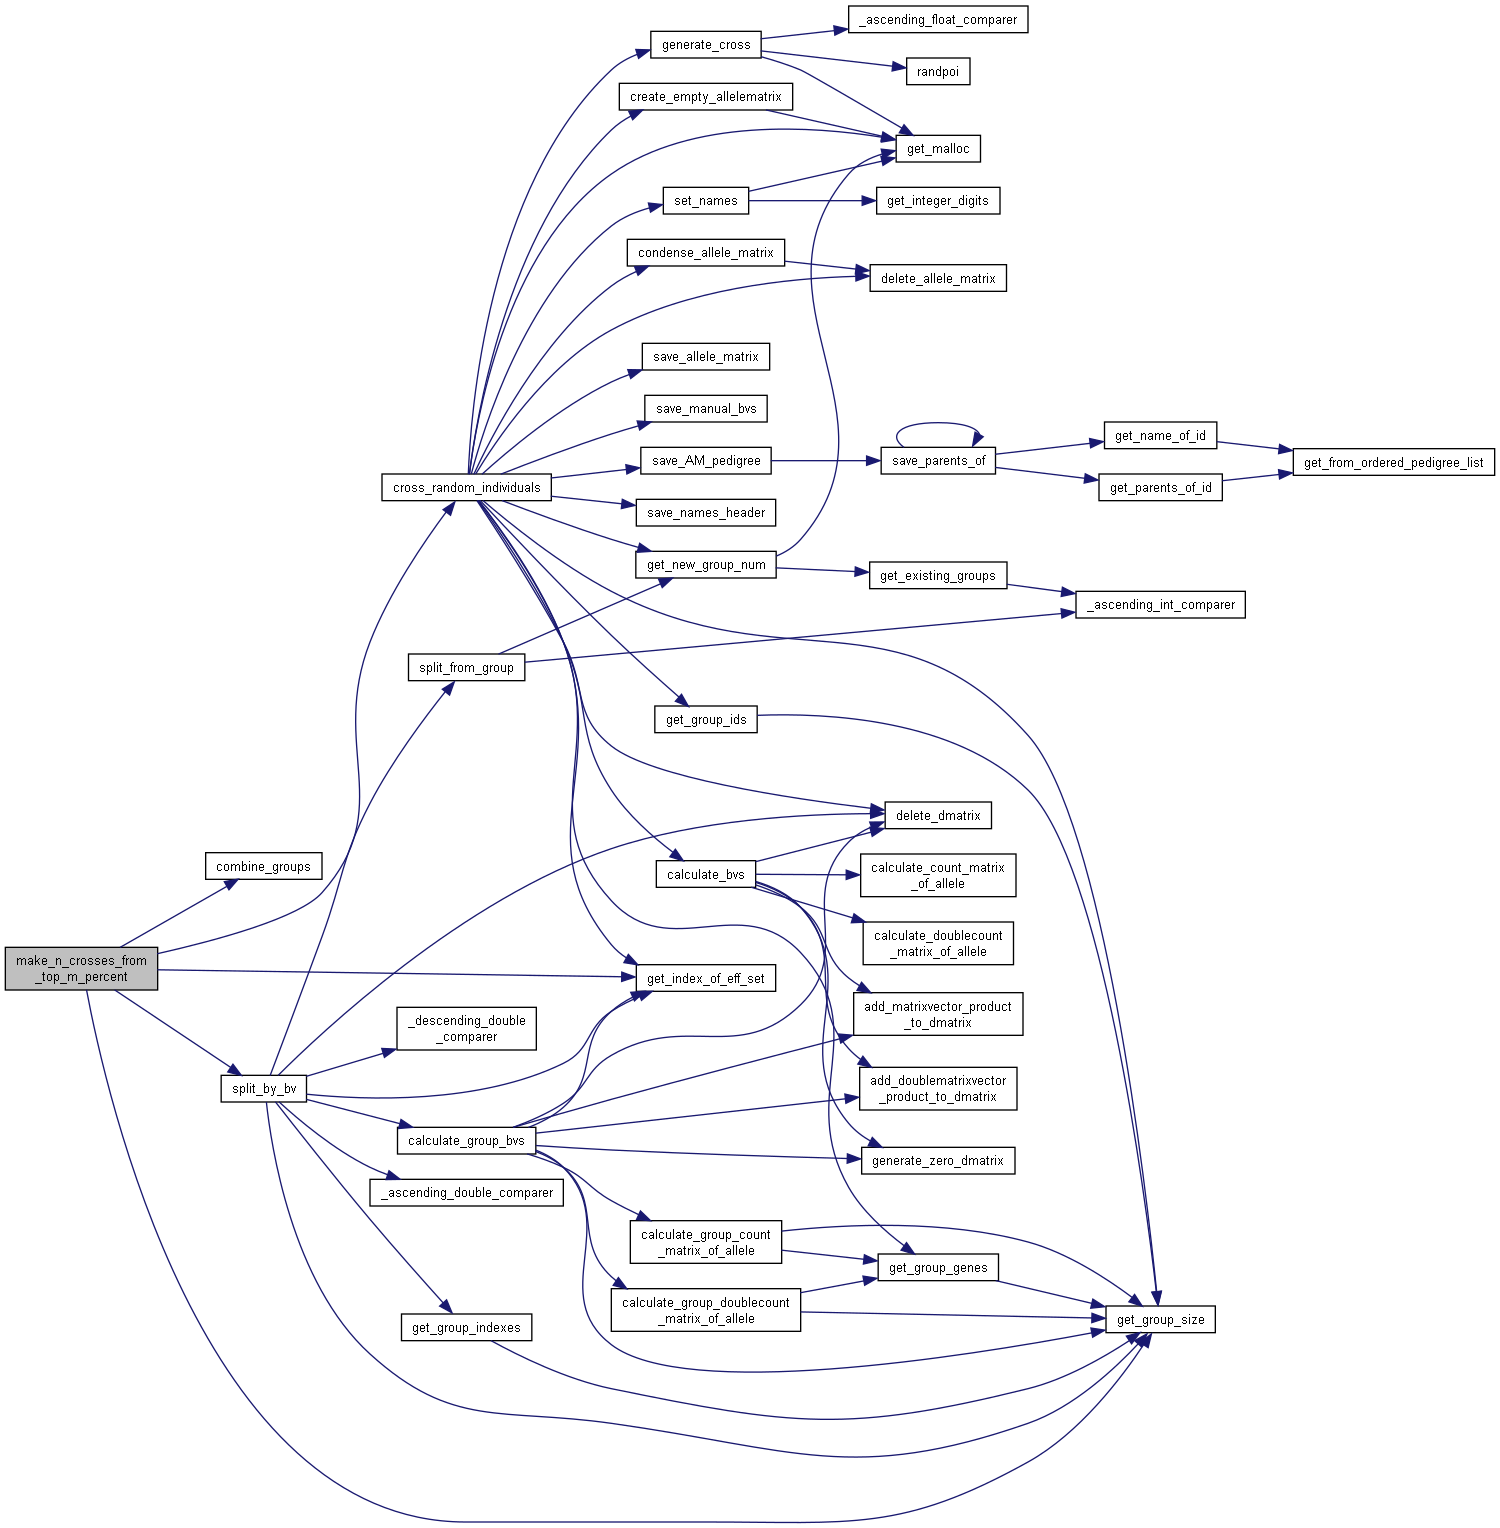 _ascending_float_comparer
generate_cross
randpoi
create_empty_allelematrix
get_malloc
set_names
get_integer_digits
condense_allele_matrix
delete_allele_matrix
save_allele_matrix
save_manual_bvs
get_name_of_id
save_AM_pedigree
save_parents_of
get_from_ordered_pedigree_list
cross_random_individuals
get_parents_of_id
save_names_header
get_new_group_num
get_existing_groups
_ascending_int_comparer
split_from_group
get_group_ids
delete_dmatrix
combine_groups
calculate_bvs
calculate_count_matrix
_of_allele
calculate_doublecount
_matrix_of_allele
make_n_crosses_from
_top_m_percent
get_index_of_eff_set
add_matrixvector_product
_to_dmatrix
_descending_double
_comparer
split_by_bv
add_doublematrixvector
_product_to_dmatrix
calculate_group_bvs
generate_zero_dmatrix
_ascending_double_comparer
calculate_group_count
_matrix_of_allele
get_group_genes
calculate_group_doublecount
_matrix_of_allele
get_group_size
get_group_indexes